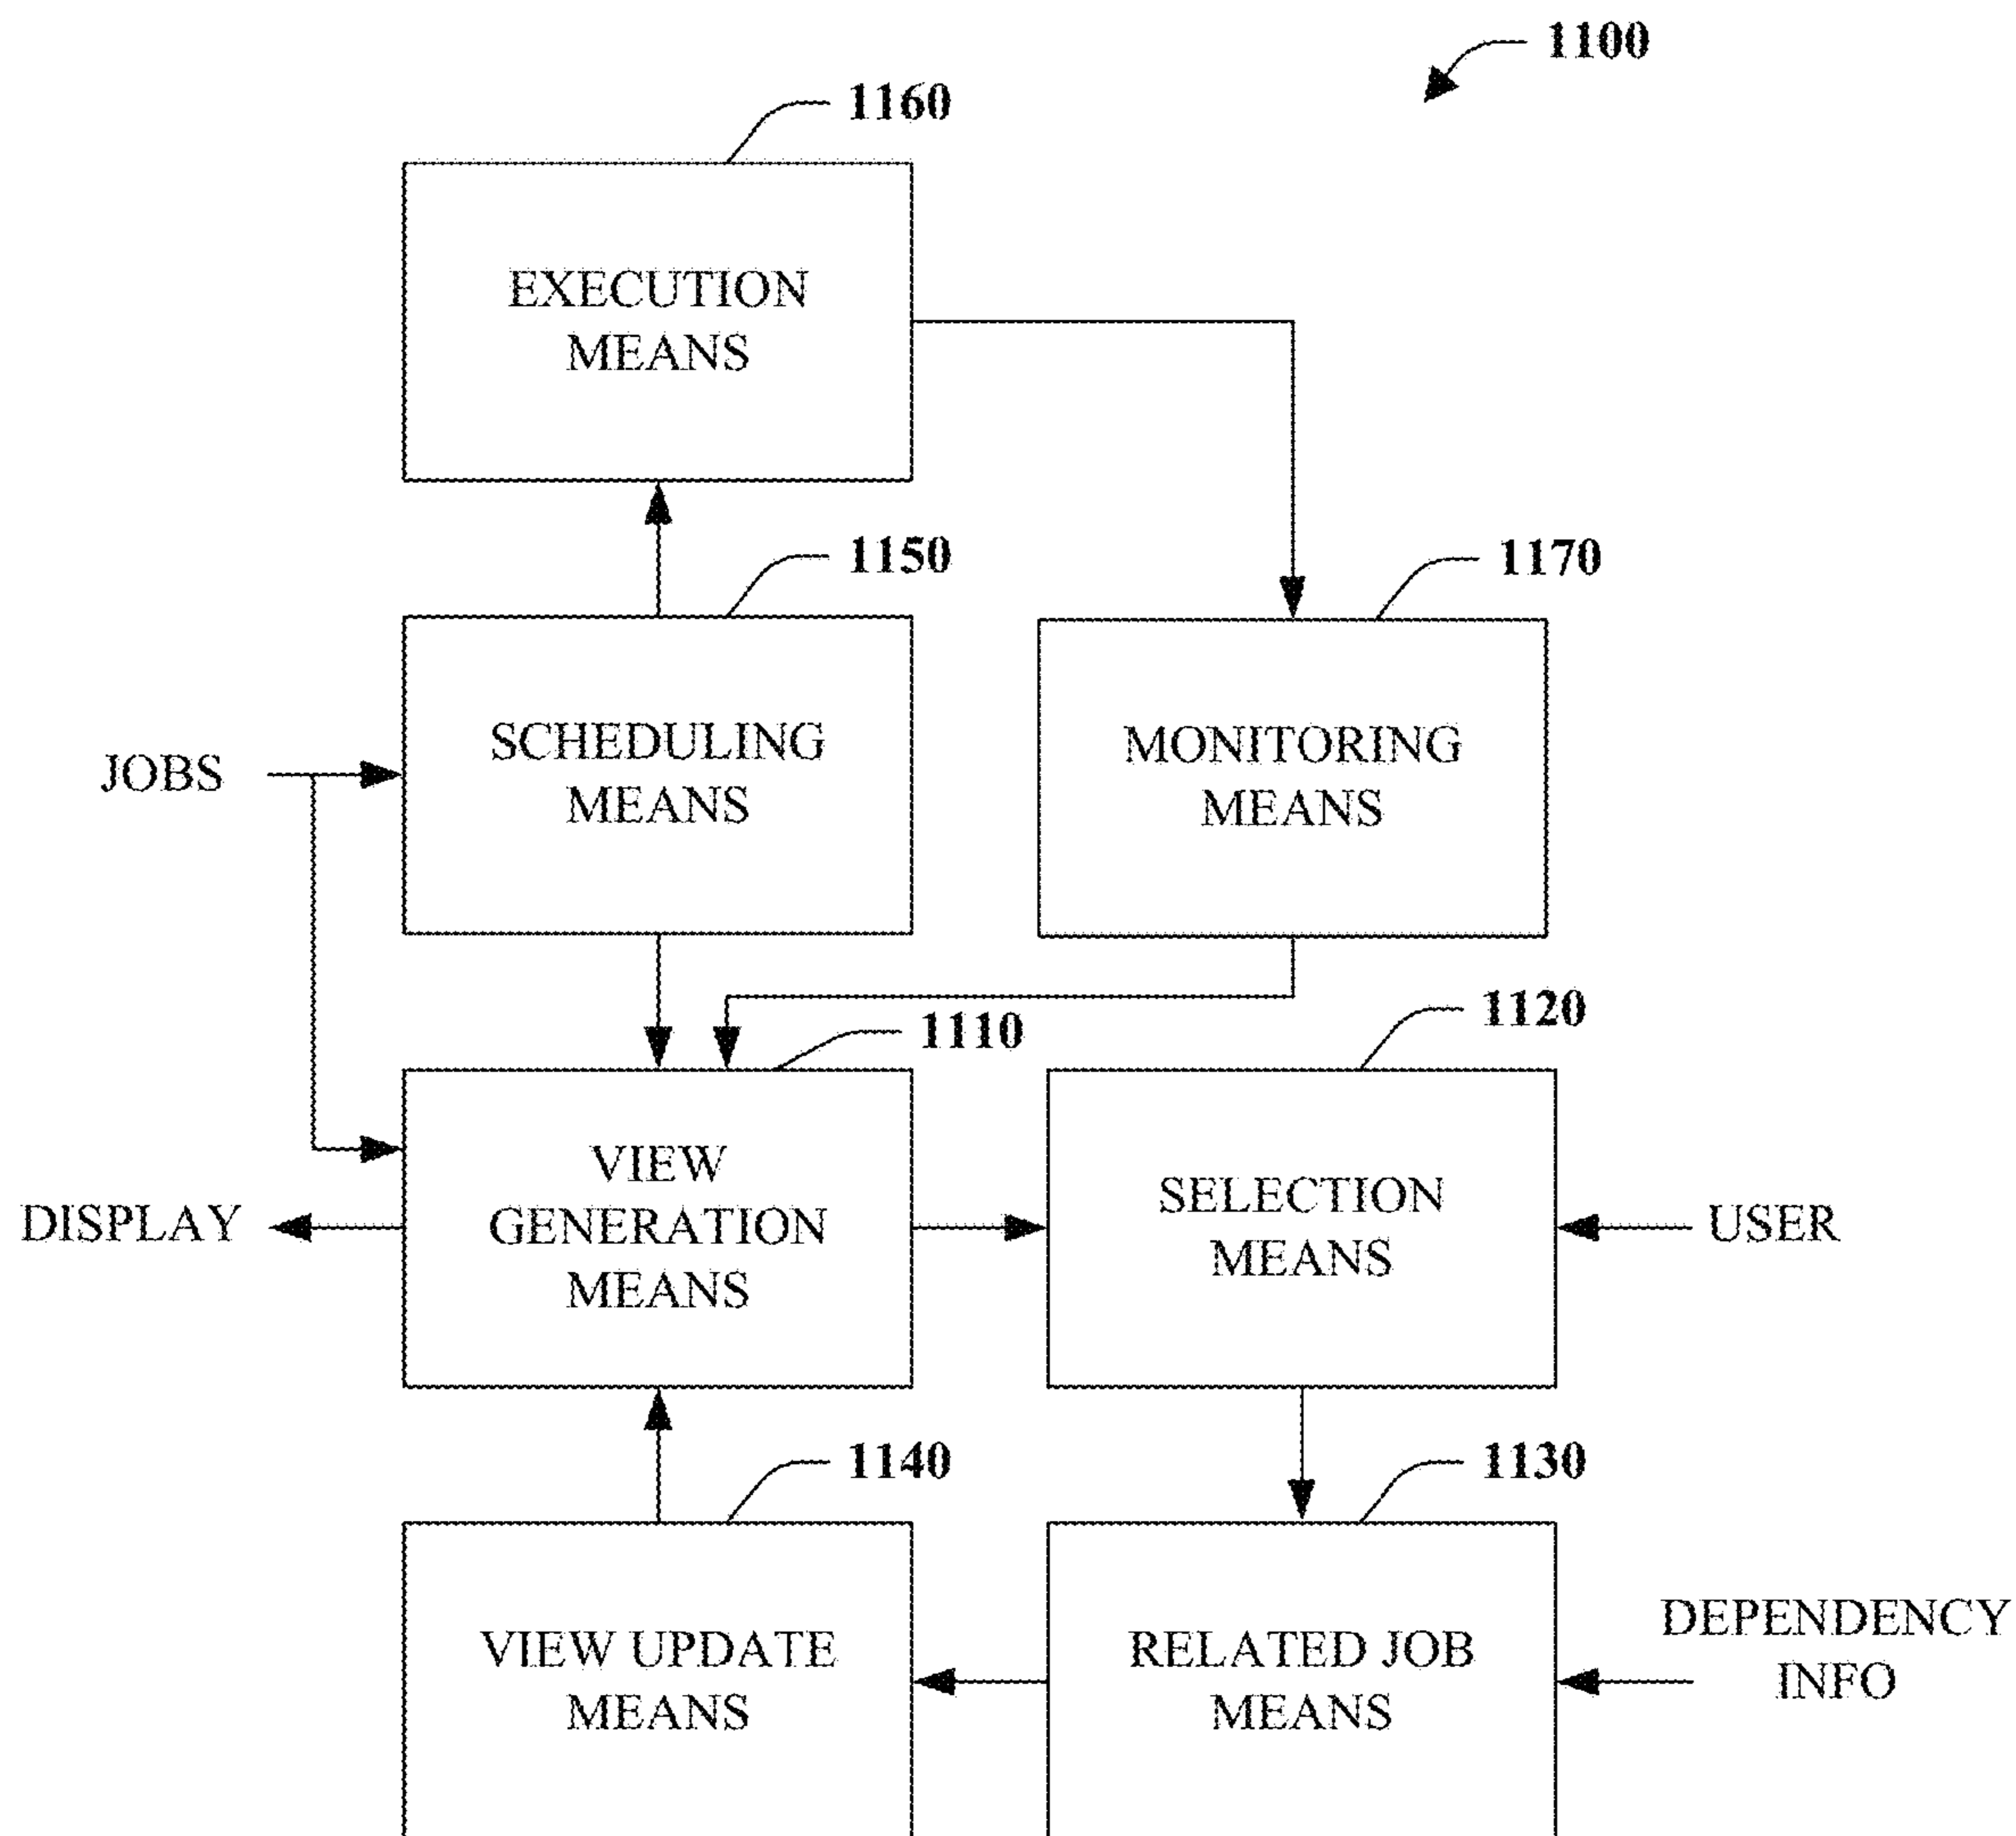 1100
1160
EXECUTION
MEANS
1150
1170
JOBS
SCHEDULING
MEANS
MONITORING
MEANS
1110
1120
DISPLAY
VIEW
GENERATION
MEANS
SELECTION
MEANS
USER
1140
1130
VIEW UPDATE
MEANS
RELATED JOB
MEANS
DEPENDENCY
INFO